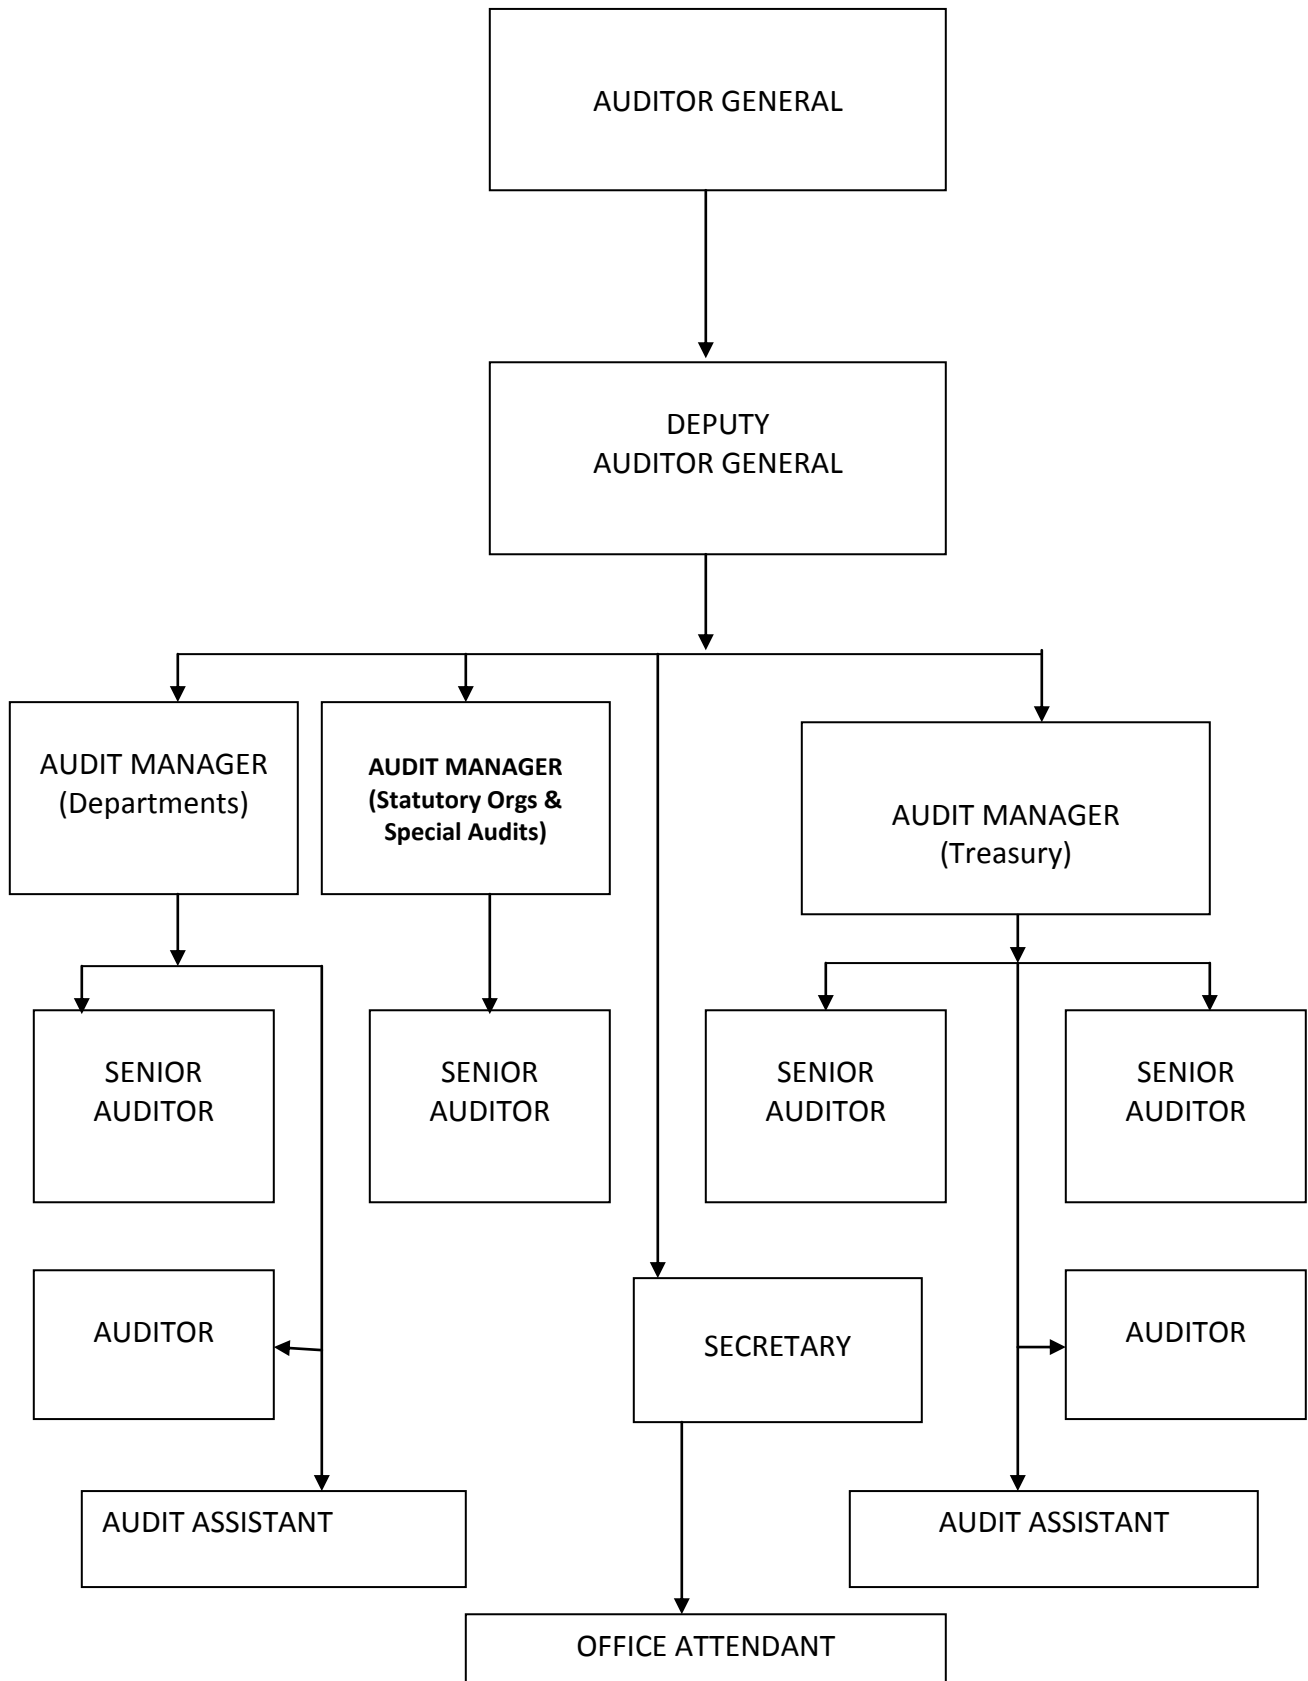 AUDITOR GENERAL
DEPUTY
AUDITOR GENERAL
AUDIT MANAGER
(Departments)
AUDIT MANAGER
(Statutory Orgs &
Special Audits)
AUDIT MANAGER
(Treasury)
SENIOR
AUDITOR
SENIOR
AUDITOR
SENIOR
AUDITOR
SENIOR
AUDITOR
AUDITOR
SECRETARY
AUDITOR
AUDIT ASSISTANT
AUDIT ASSISTANT
OFFICE ATTENDANT